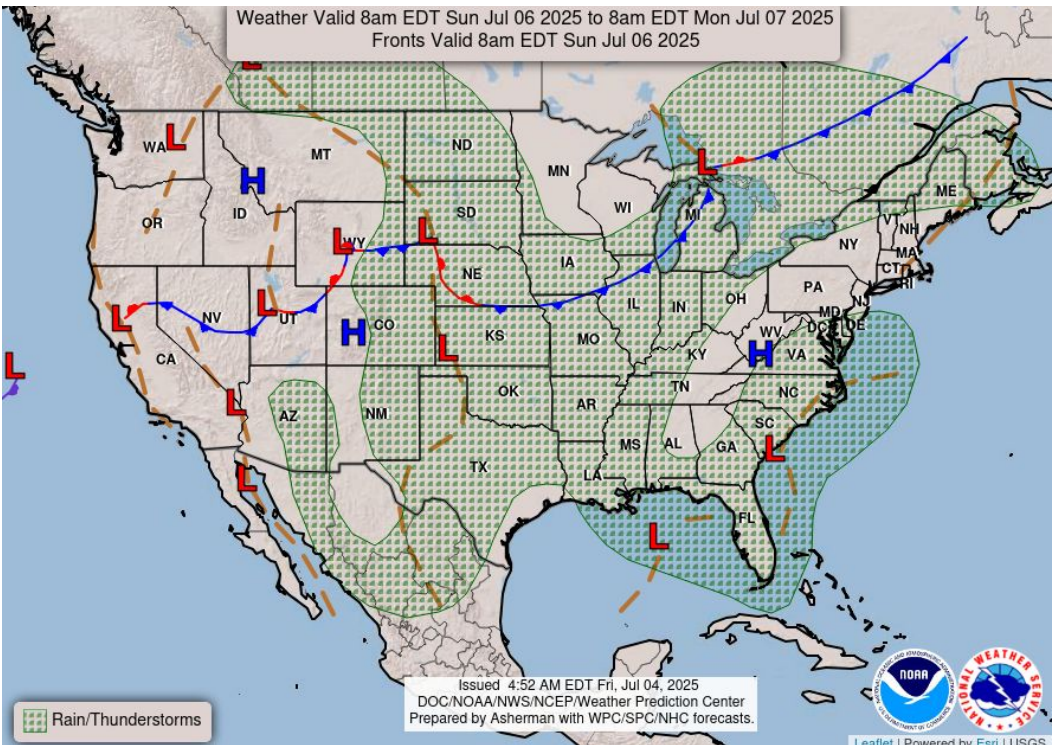 Weather Valid 8am EDT Sun Jul 06 2025 to 8am EDT Mon Jul 07 2025
Fronts Valid 8am EDT Sun Jul 06 2025
L
L
WA
MT
ND
MN
L
H
ID
OR
SD
WI
MI
ME
VT
NH
L
WY
L
NY
MA
CT
RI
IA
NE
PA
L
L
NV
UT
H
CO
IL
IN
OH
NJ
MD
DE
DC
WV
H
VA
KS
MO
KY
CA
L
L
L
AZ
NM
OK
AR
TN
NC
SC
L
L
TX
LA
MS
AL
GA
FL
L
Rain/Thunderstorms
Issued 4:52 AM EDT Fri, Jul 04, 2025
DOC/NOAA/NWS/NCEP/Weather Prediction Center
Prepared by Asherman with WPC/SPC/NHC forecasts.
NOAA
NATIONAL WEATHER SERVICE
Leaflet | Powered by Esri | USGS